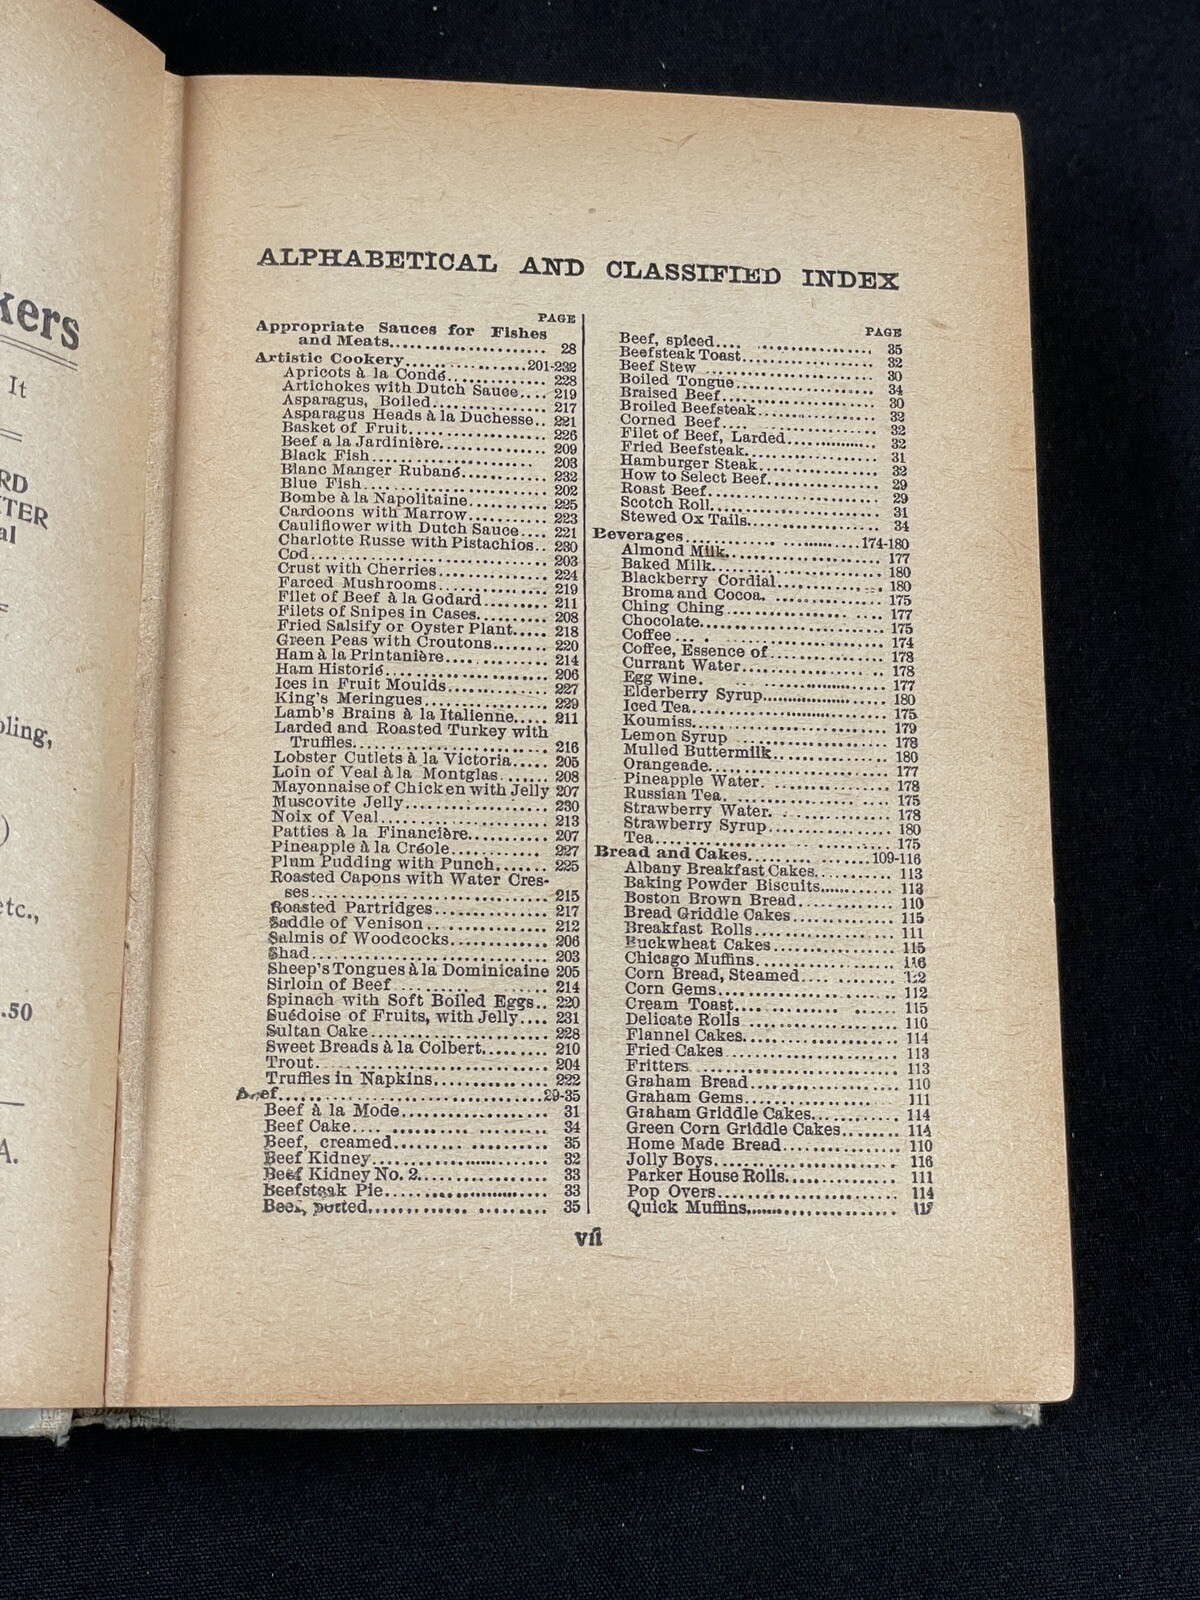 kers
It
RD
TER
al
oling,
)
etc.,
.50
A.
ALPHABETICAL AND CLASSIFIED INDEX
PAGE
Appropriate Sauces for Fishes
and Meats........................ 28
Artistic Cookery....................201-232
Apricots à la Condé................ 228
Artichokes with Dutch Sauce.... 219
Asparagus, Boiled................. 217
Asparagus Heads à la Duchesse.. 221
Basket of Fruit.................... 226
Beef a la Jardinière............... 209
Black Fish........................ 203
Blanc Manger Rubané............. 232
Blue Fish......................... 202
Bombe à la Napolitaine........... 225
Cardoons with Marrow............ 223
Cauliflower with Dutch Sauce.... 221
Charlotte Russe with Pistachios.. 230
Cod............................... 203
Crust with Cherries............... 224
Farced Mushrooms................ 219
Filet of Beef à la Godard......... 211
Filets of Snipes in Cases.......... 208
Fried Salsify or Oyster Plant..... 218
Green Peas with Croutons........ 220
Ham à la Printanière............. 214
Ham Historié..................... 206
Ices in Fruit Moulds.............. 227
King's Meringues................. 229
Lamb's Brains à la Italienne..... 211
Larded and Roasted Turkey with
Truffles......................... 216
Lobster Cutlets à la Victoria..... 205
Loin of Veal à la Montglas....... 208
Mayonnaise of Chicken with Jelly 207
Muscovite Jelly................... 230
Noix of Veal...................... 213
Patties à la Financière............ 207
Pineapple à la Créole............. 227
Plum Pudding with Punch....... 225
Roasted Capons with Water Cres-
ses.............................. 215
Roasted Partridges............... 217
Saddle of Venison................ 212
Salmis of Woodcocks............. 206
Shad.............................. 203
Sheep's Tongues à la Dominicaine 205
Sirloin of Beef.................... 214
Spinach with Soft Boiled Eggs.. 220
Suédoise of Fruits, with Jelly.... 231
Sultan Cake...................... 228
Sweet Breads à la Colbert........ 210
Trout............................. 204
Truffles in Napkins............... 222
Beef................................29-35
Beef à la Mode.................... 31
Beef Cake......................... 34
Beef, creamed..................... 35
Beef Kidney....................... 32
Beef Kidney No. 2................. 33
Beefsteak Pie...................... 33
Beef, potted....................... 35
PAGE
Beef, spiced.... ................ 35
Beefsteak Toast.................. 32
Beef Stew ....................... 30
Boiled Tongue.................... 34
Braised Beef...................... 30
Broiled Beefsteak................. 32
Corned Beef...................... 32
Filet of Beef, Larded............. 32
Fried Beefsteak................... 31
Hamburger Steak................. 32
How to Select Beef................ 29
Roast Beef........................ 29
Scotch Roll....................... 31
Stewed Ox Tails.................. 34
Beverages.........................174-180
Almond Milk..................... 177
Baked Milk....................... 180
Blackberry Cordial............... 180
Broma and Cocoa................ 175
Ching Ching..................... 177
Chocolate........................ 175
Coffee ........................... 174
Coffee, Essence of................ 178
Currant Water................... 178
Egg Wine........................ 177
Elderberry Syrup................ 180
Iced Tea......................... 175
Koumiss......................... 179
Lemon Syrup .................... 178
Mulled Buttermilk............... 180
Orangeade....................... 177
Pineapple Water................. 178
Russian Tea...................... 175
Strawberry Water................ 178
Strawberry Syrup................ 180
Tea.............................. 175
Bread and Cakes..................109-116
Albany Breakfast Cakes.......... 113
Baking Powder Biscuits.......... 113
Boston Brown Bread............. 110
Bread Griddle Cakes............. 115
Breakfast Rolls.................. 111
Buckwheat Cakes................ 115
Chicago Muffins.................. 116
Corn Bread, Steamed............
Corn Gems....................... 112
Cream Toast..................... 115
Delicate Rolls ................... 110
Flannel Cakes.................... 114
Fried Cakes...................... 113
Fritters.......................... 113
Graham Bread................... 110
Graham Gems................... 111
Graham Griddle Cakes........... 114
Green Corn Griddle Cakes....... 114
Home Made Bread............... 110
Jolly Boys........................ 116
Parker House Rolls.............. 111
Pop Overs........................ 114
Quick Muffins....................
vii